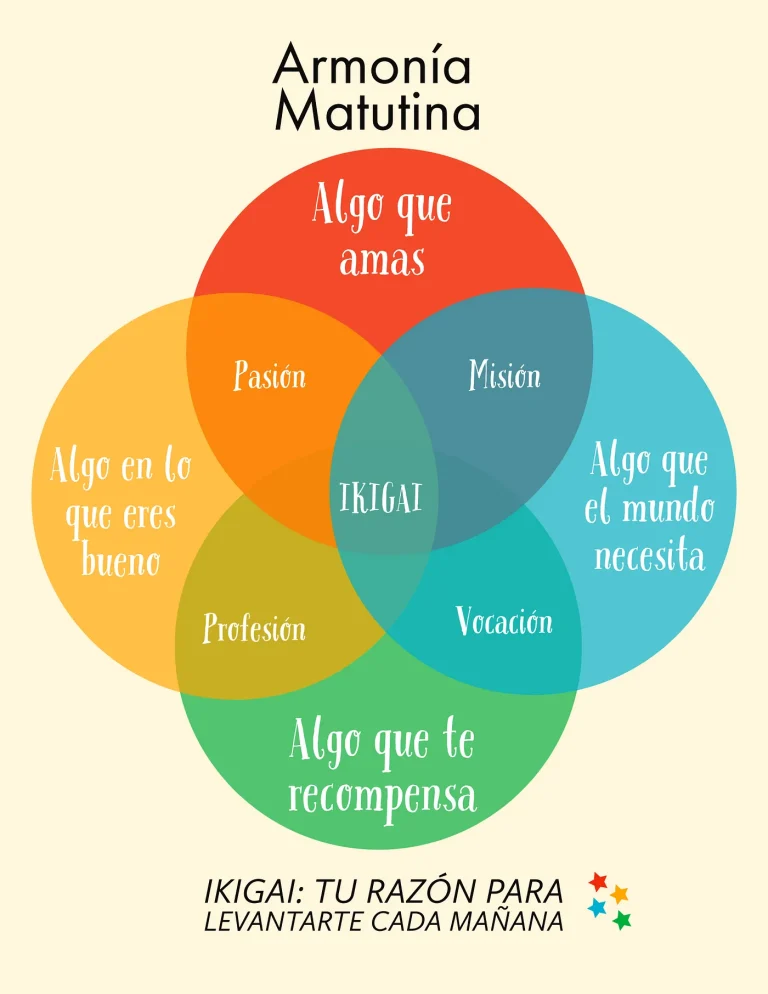 Armonía
Matutina
Algo que
amas
Pasión
Misión
Algo en lo
que eres
bueno
IKIGAI
Algo que
el mundo
necesita
Profesión
Vocación
Algo que te
recompensa
IKIGAI: TU RAZÓN PARA
LEVANTARTE CADA MAÑANA